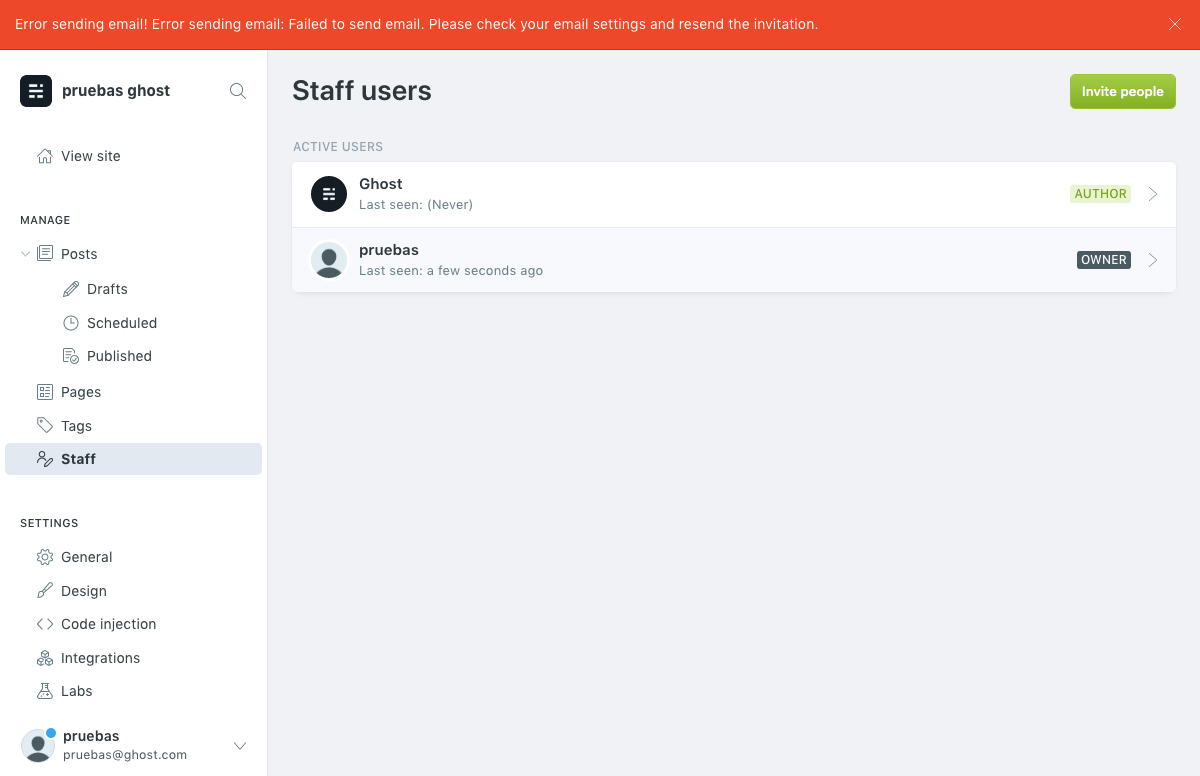 Error sending email! Error sending email: Failed to send email. Please check your email settings and resend the invitation.
pruebas ghost
View site
MANAGE
Posts
Drafts
Scheduled
Published
Pages
Tags
Staff
SETTINGS
General
Design
Code injection
Integrations
Labs
pruebas
pruebas@ghost.com
Staff users
Invite people
ACTIVE USERS
Ghost
Last seen: (Never)
AUTHOR
pruebas
Last seen: a few seconds ago
OWNER